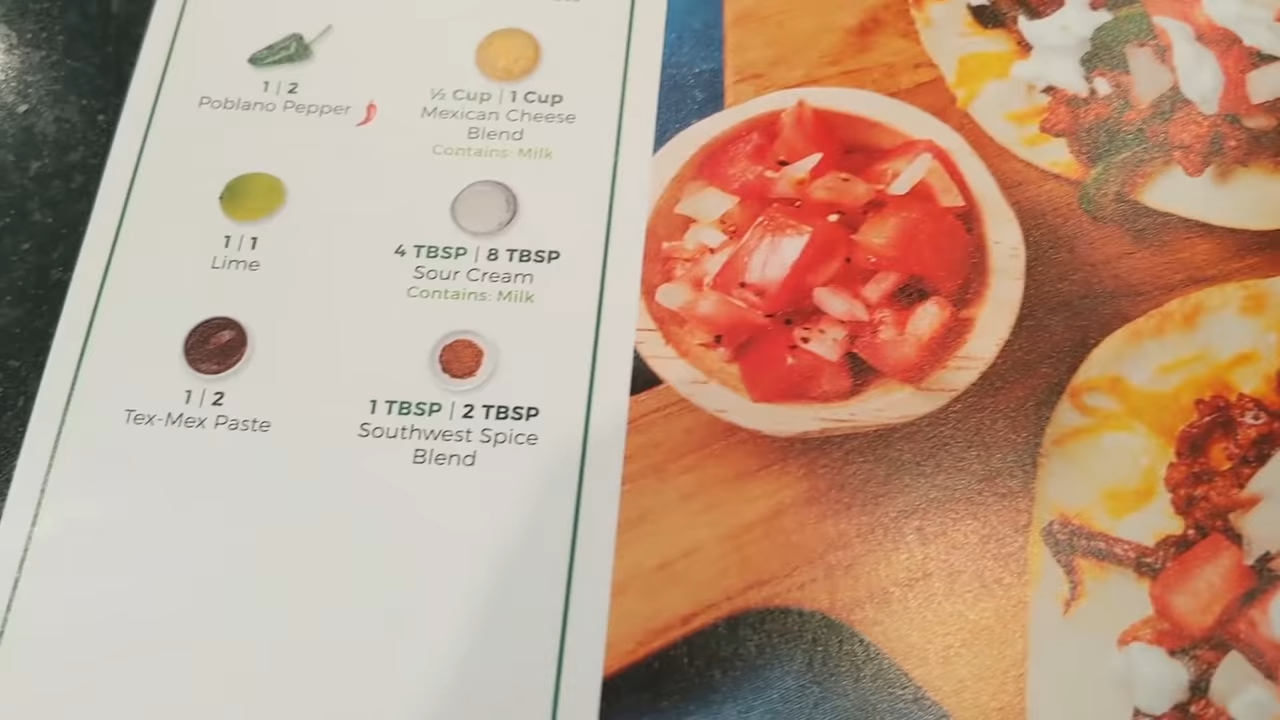 1 | 2
Poblano Pepper
½ Cup | 1 Cup
Mexican Cheese
Blend
Contains: Milk
1 | 1
Lime
4 TBSP | 8 TBSP
Sour Cream
Contains: Milk
1 | 2
Tex-Mex Paste
1 TBSP | 2 TBSP
Southwest Spice
Blend